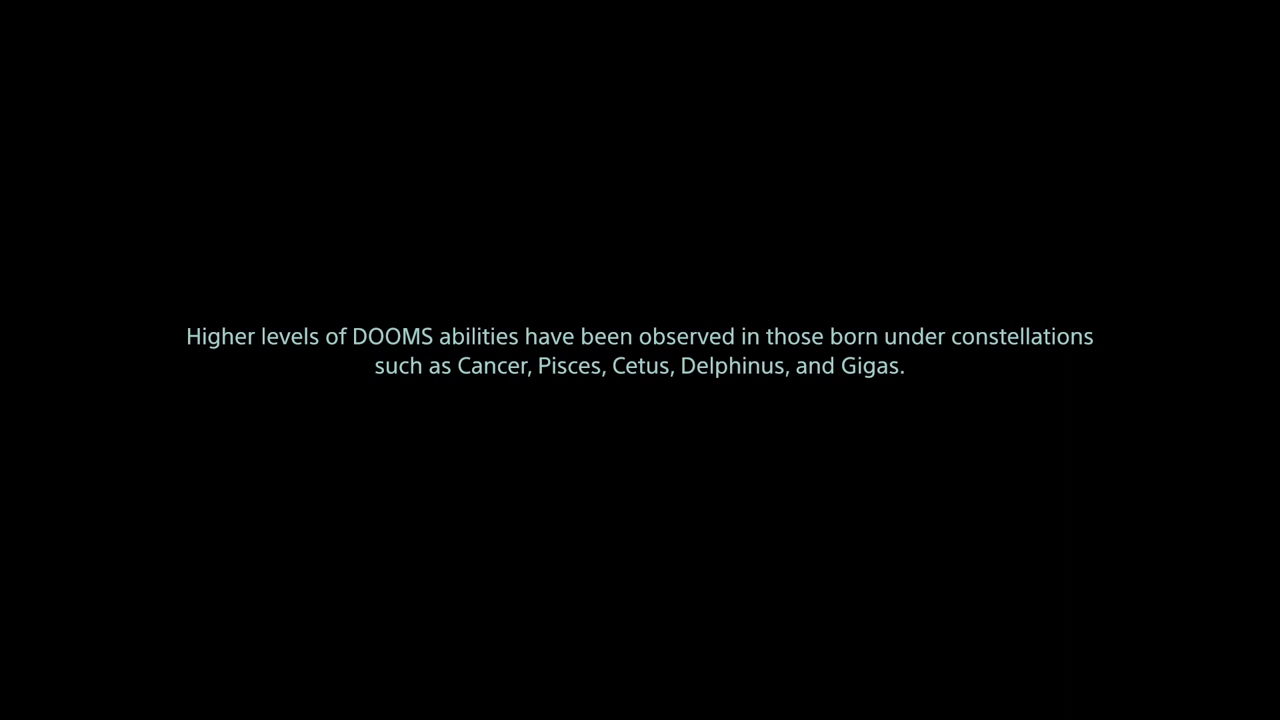 Higher levels of DOOMS abilities have been observed in those born under constellations
such as Cancer, Pisces, Cetus, Delphinus, and Gigas.